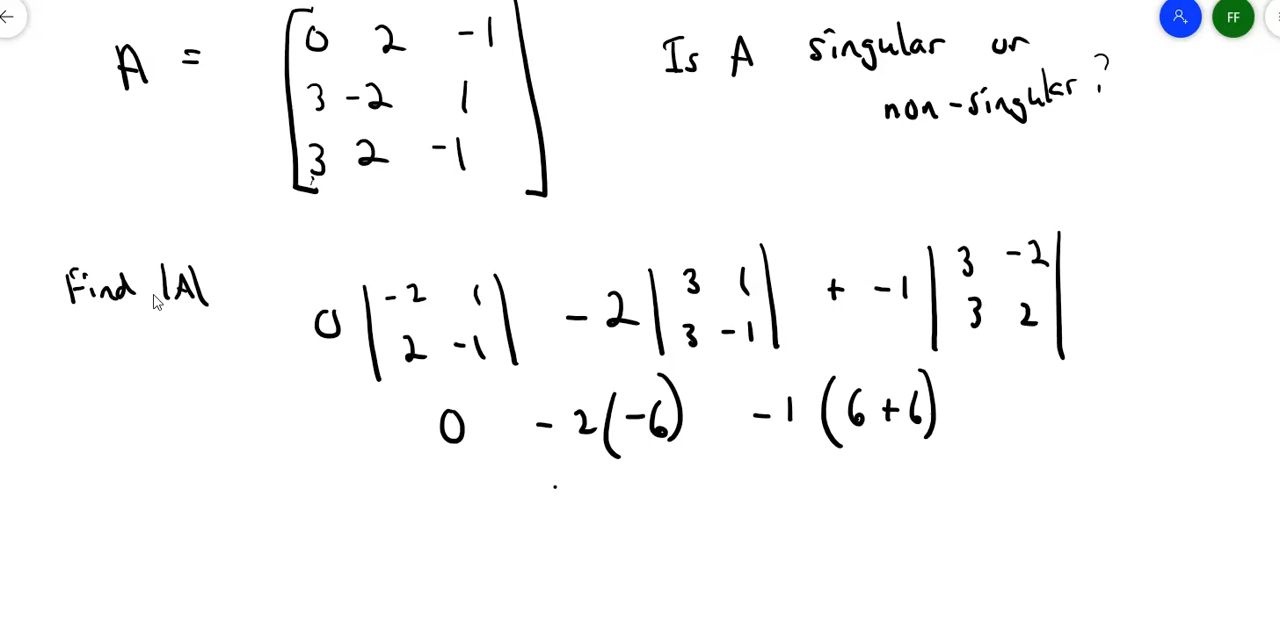 FF
A = [ 0 2 -1
3 -2 1
3 2 -1 ]
Is A singular or
non-singular?
Find |A|
0 | -2 1
2 -1 | - 2 | 3 1
3 -1 | + -1 | 3 -2
3 2 |
0 - 2(-6) - 1 (6 + 6)